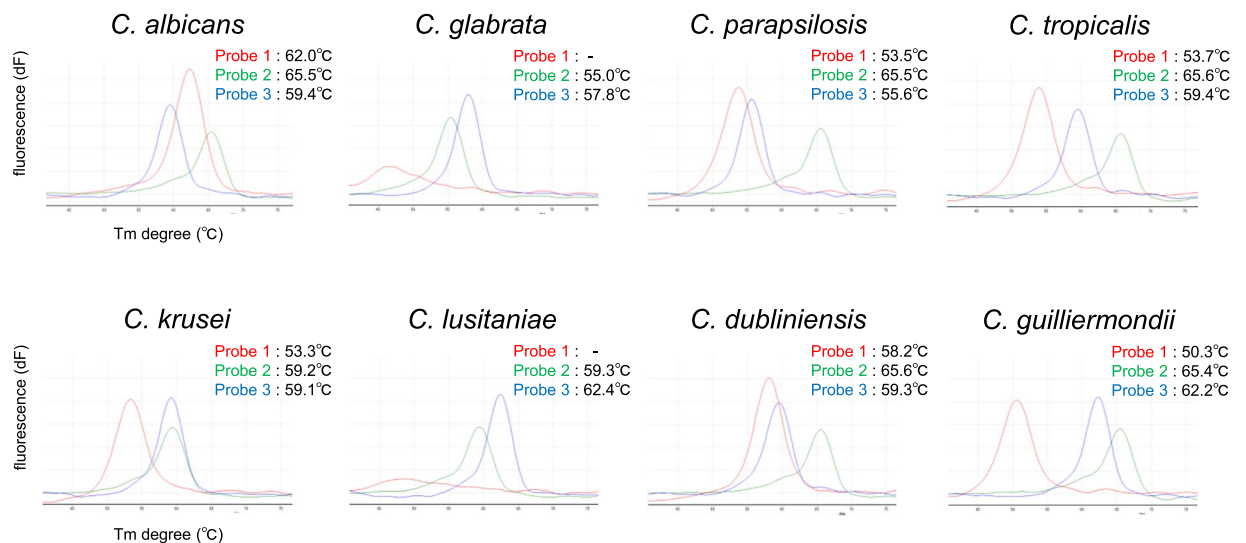 C. albicans
Probe 1 : 62.0℃
Probe 2 : 65.5℃
Probe 3 : 59.4℃
C. glabrata
Probe 1 : -
Probe 2 : 55.0℃
Probe 3 : 57.8℃
C. parapsilosis
Probe 1 : 53.5℃
Probe 2 : 65.5℃
Probe 3 : 55.6℃
C. tropicalis
Probe 1 : 53.7℃
Probe 2 : 65.6℃
Probe 3 : 59.4℃
fluorescence (dF)
Tm degree (℃)
C. krusei
Probe 1 : 53.3℃
Probe 2 : 59.2℃
Probe 3 : 59.1℃
C. lusitaniae
Probe 1 : -
Probe 2 : 59.3℃
Probe 3 : 62.4℃
C. dubliniensis
Probe 1 : 58.2℃
Probe 2 : 65.6℃
Probe 3 : 59.3℃
C. guilliermondii
Probe 1 : 50.3℃
Probe 2 : 65.4℃
Probe 3 : 62.2℃
fluorescence (dF)
Tm degree (℃)